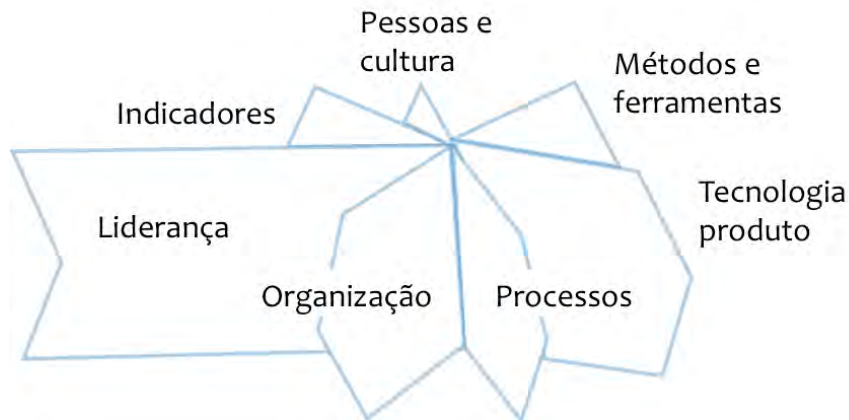 Pessoas e
cultura
Métodos e
ferramentas
Indicadores
Tecnologia
produto
Liderança
Organização
Processos